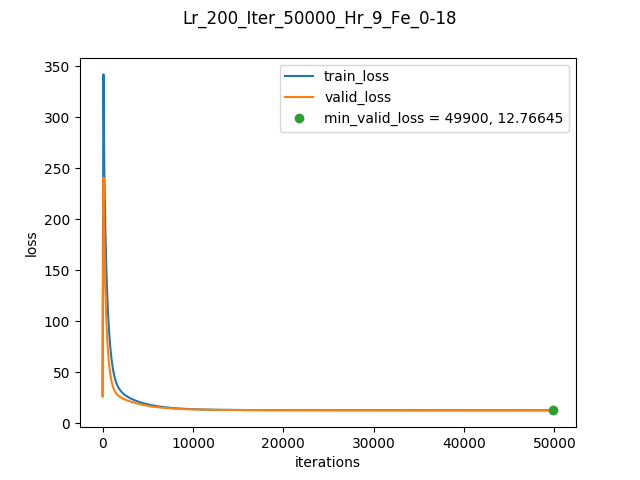 Lr_200_Iter_50000_Hr_9_Fe_0-18
train_loss
valid_loss
min_valid_loss = 49900, 12.76645
350
300
250
200
150
100
50
0
loss
0 10000 20000 30000 40000 50000
iterations